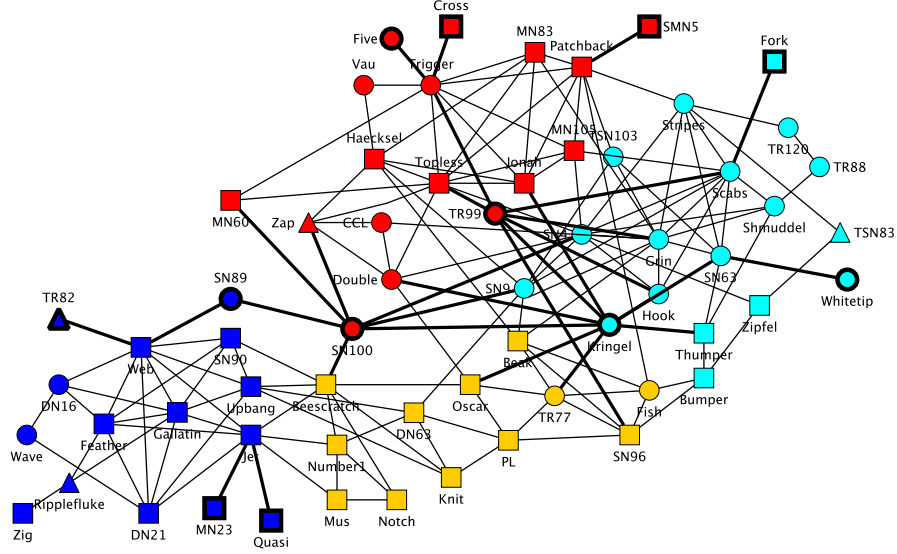 Cross
Five
SMN5
MN83
Patchback
Fork
Vau
Trigger
Stripes
MN105
TSN103
TR120
Haecksel
Topless
Jonah
TR88
Scabs
MN60
Zap
CCL
TR99
SN4
Grin
Shmuddel
TSN83
SN63
Double
SN9
Hook
Whitetip
Zipfel
SN89
TR82
SN100
Kringel
Thumper
Web
SN90
Beak
Bumper
DN16
Upbang
Beescratch
Oscar
TR77
Fish
Feather
Gallatin
DN63
Wave
Jet
Number1
PL
SN96
Ripplefluke
Knit
Zig
DN21
MN23
Quasi
Mus
Notch